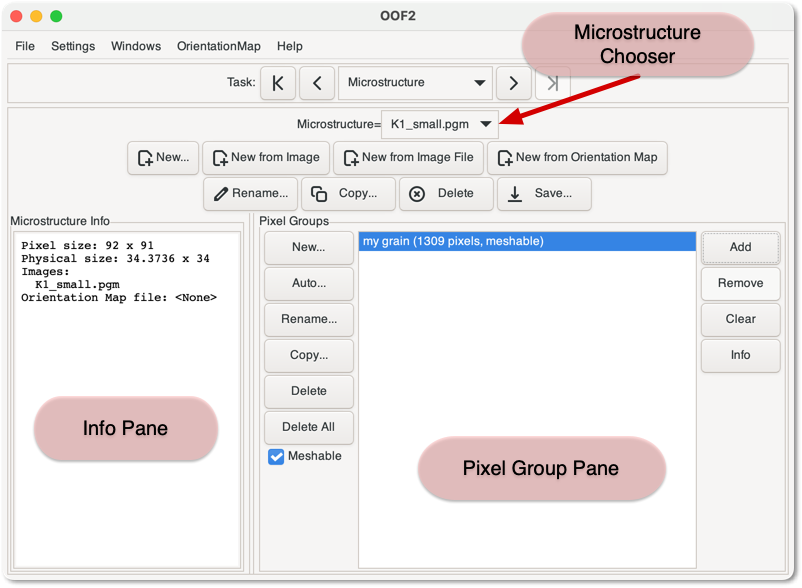 OOF2
File Settings Windows OrientationMap Help
Microstructure
Chooser
Task: Microstructure
Microstructure= K1_small.pgm
New... New from Image New from Image File New from Orientation Map
Rename... Copy... Delete Save...
Microstructure Info
Pixel size: 92 x 91
Physical size: 34.3736 x 34
Images:
K1_small.pgm
Orientation Map file: <None>
Info Pane
Pixel Groups
New...
Auto...
Rename...
Copy...
Delete
Delete All
Meshable
my grain (1309 pixels, meshable)
Pixel Group Pane
Add
Remove
Clear
Info